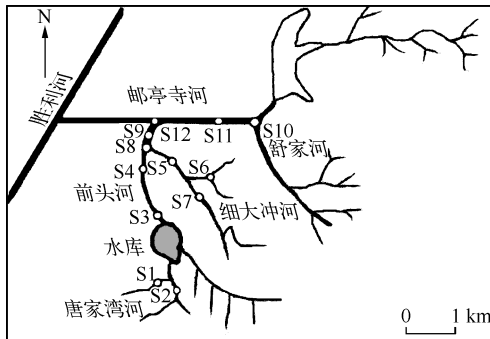 N
胜利河
邮亭寺河
S9
S12
S11
S10
S8
舒家河
S4
S5
S6
前头河
S7
细大冲河
S3
水库
S1
S2
唐家湾河
0 1 km